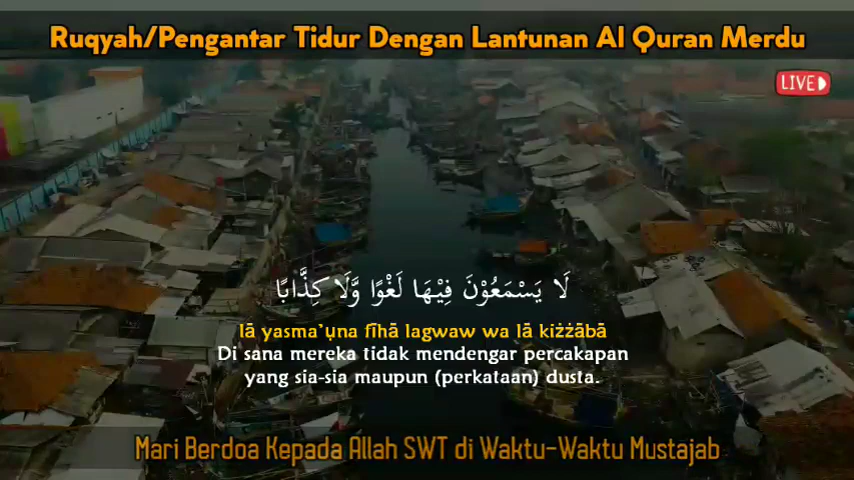 Ruqyah/Pengantar Tidur Dengan Lantunan Al Quran Merdu
LIVE
لَا يَسْمَعُوْنَ فِيْهَا لَغْوًا وَّلَا كِذّٰبًا
lā yasma'ụna fīhā lagwaw wa lā kiżżābā
Di sana mereka tidak mendengar percakapan
yang sia-sia maupun (perkataan) dusta.
Mari Berdoa Kepada Allah SWT di Waktu-Waktu Mustajab